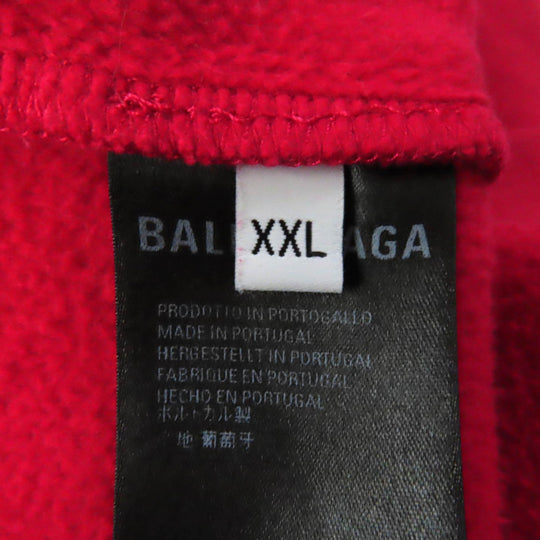 BAL AGA
XXL
PRODOTTO IN PORTOGALLO
MADE IN PORTUGAL
HERGESTELLT IN PORTUGAL
FABRIQUE EN PORTUGAL
HECHO EN PORTUGAL
ポルトカル製
地 葡萄牙